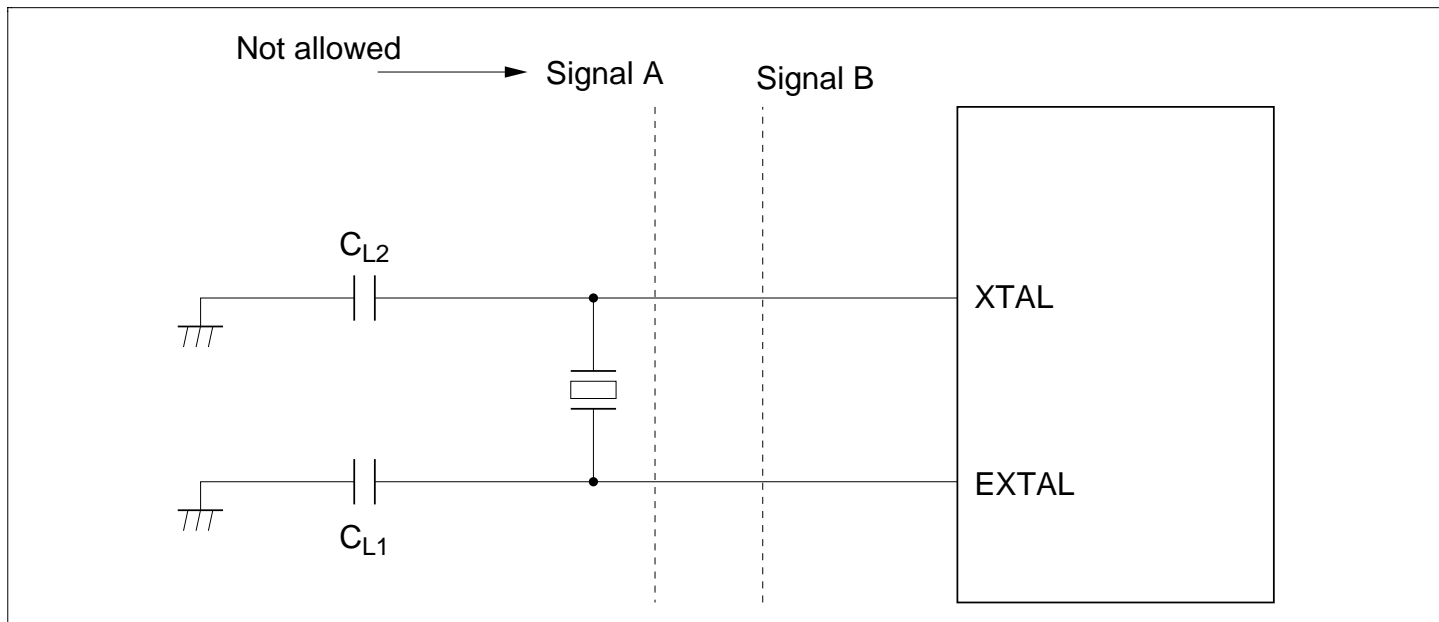 Not allowed
Signal A
Signal B
CL2
XTAL
EXTAL
CL1